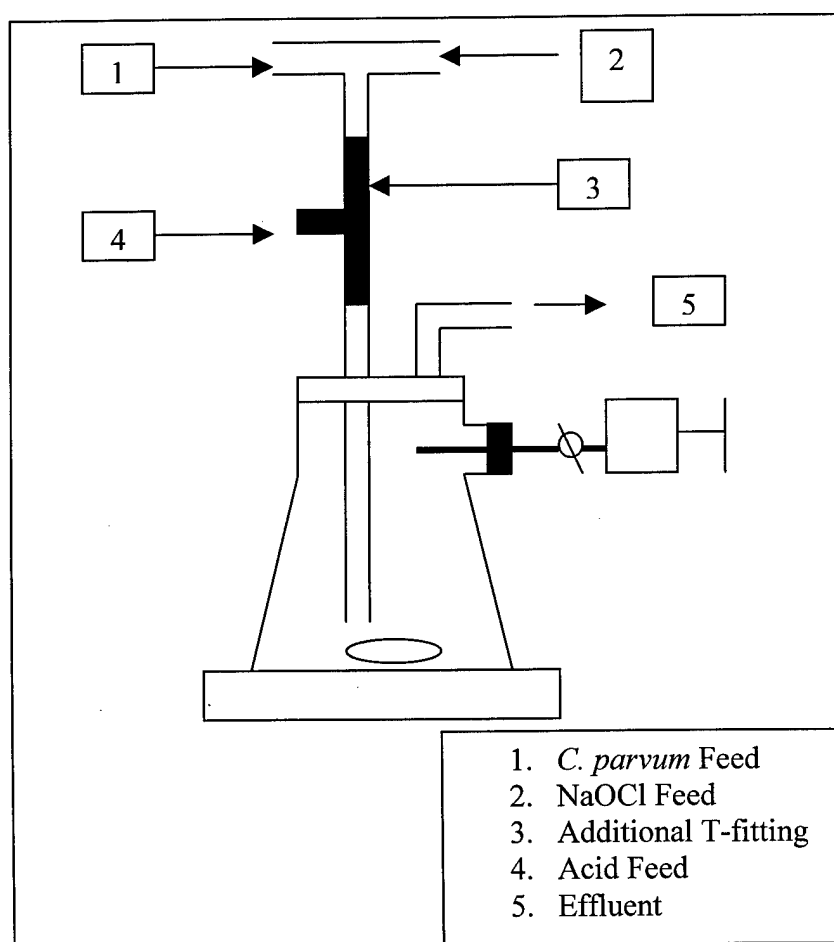 1
2
3
4
5
1. C. parvum Feed
2. NaOCl Feed
3. Additional T-fitting
4. Acid Feed
5. Effluent